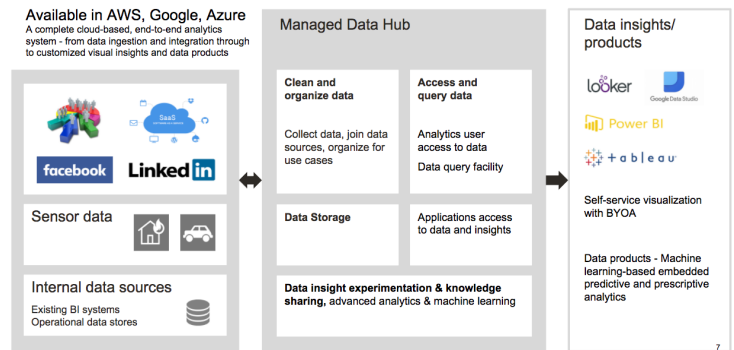 Available in AWS, Google, Azure
A complete cloud-based, end-to-end analytics
system - from data ingestion and integration through
to customized visual insights and data products
SaaS
facebook
Linked in
Sensor data
Internal data sources
Existing BI systems
Operational data stores
Managed Data Hub
Clean and
organize data
Collect data, join data
sources, organize for
use cases
Access and
query data
Analytics user
access to data
Data query facility
Data Storage
Applications access
to data and insights
Data insight experimentation & knowledge
sharing, advanced analytics & machine learning
Data insights/
products
looker
Google Data Studio
Power BI
+ableau
Self-service visualization
with BYOA
Data products - Machine
learning-based embedded
predictive and prescriptive
analytics
7